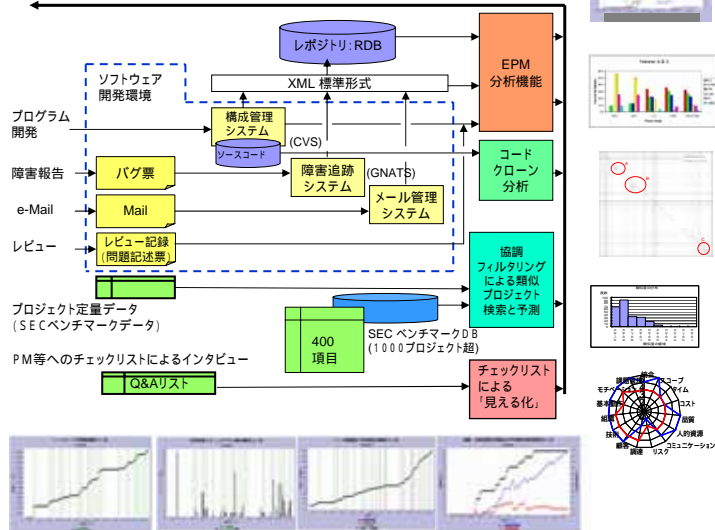 レポジトリ:RDB
EPM
分析機能
ソフトウェア
開発環境
XML 標準形式
プログラム
開発
構成管理
システム
(CVS)
ソースコード
コード
クローン
分析
障害報告
バグ票
障害追跡
システム
(GNATS)
e-Mail
Mail
メール管理
システム
レビュー
レビュー記録
(問題記述票)
協調
フィルタリング
による類似
プロジェクト
検索と予測
プロジェクト定量データ
(SECベンチマークデータ)
400
項目
SEC ベンチマークDB
(1000プロジェクト超)
PM等へのチェックリストによるインタビュー
Q&Aリスト
チェックリスト
による
「見える化」
A
B
C
統合
スコープ
タイム
コスト
品質
人的資源
コミュニケーション
リスク
調達
顧客
技術
組織